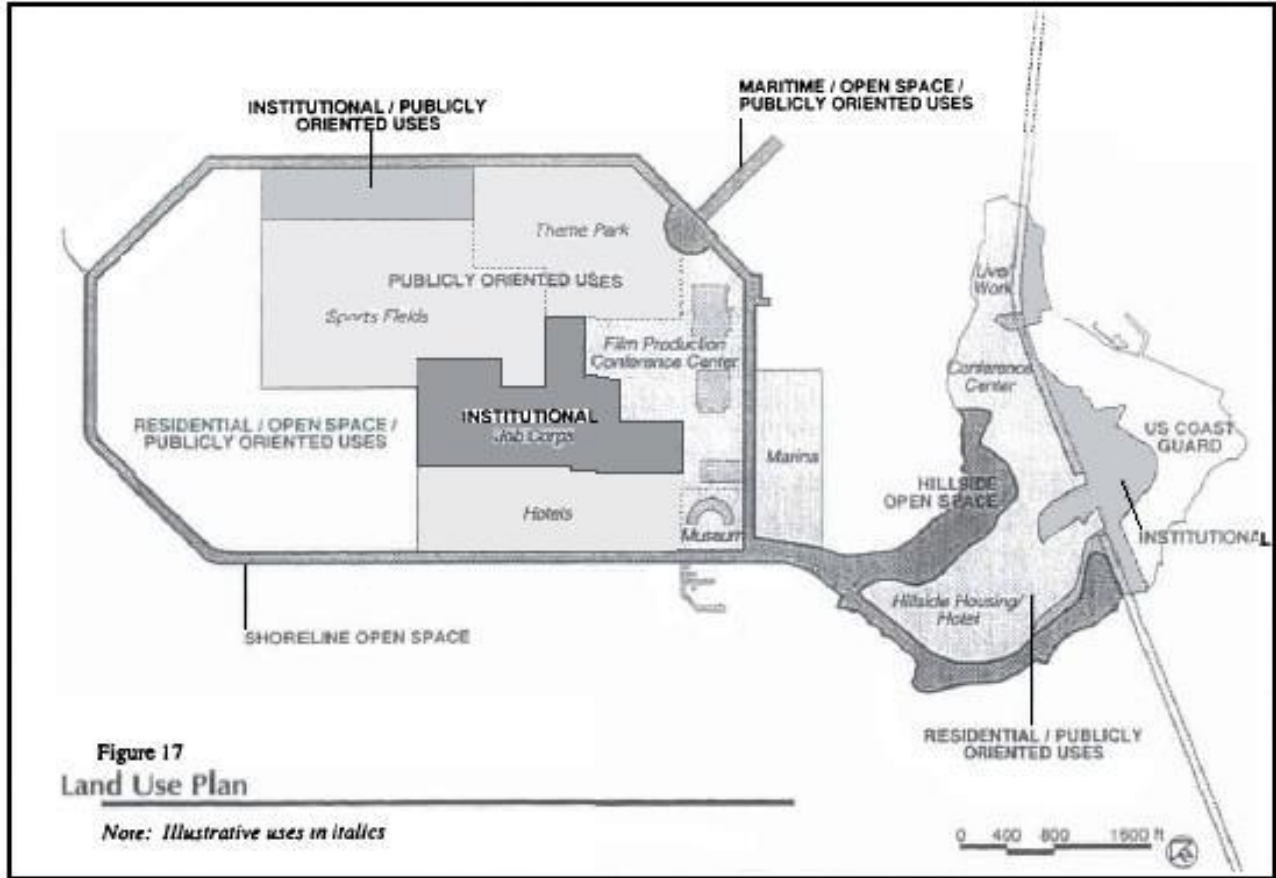 INSTITUTIONAL / PUBLICLY
ORIENTED USES
MARITIME / OPEN SPACE /
PUBLICLY ORIENTED USES
Theme Park
PUBLICLY ORIENTED USES
Sports Fields
Film Production
Conference Center
Live/
Work
Conference
Center
RESIDENTIAL / OPEN SPACE /
PUBLICLY ORIENTED USES
INSTITUTIONAL
Job Corps
Marina
US COAST
GUARD
HILLSIDE
OPEN SPACE
Hotels
Museum
INSTITUTIONAL
Hillside Housing/
Hotel
SHORELINE OPEN SPACE
RESIDENTIAL / PUBLICLY
ORIENTED USES
Figure 17
Land Use Plan
Note: Illustrative uses in italics
0 400 800 1600 ft